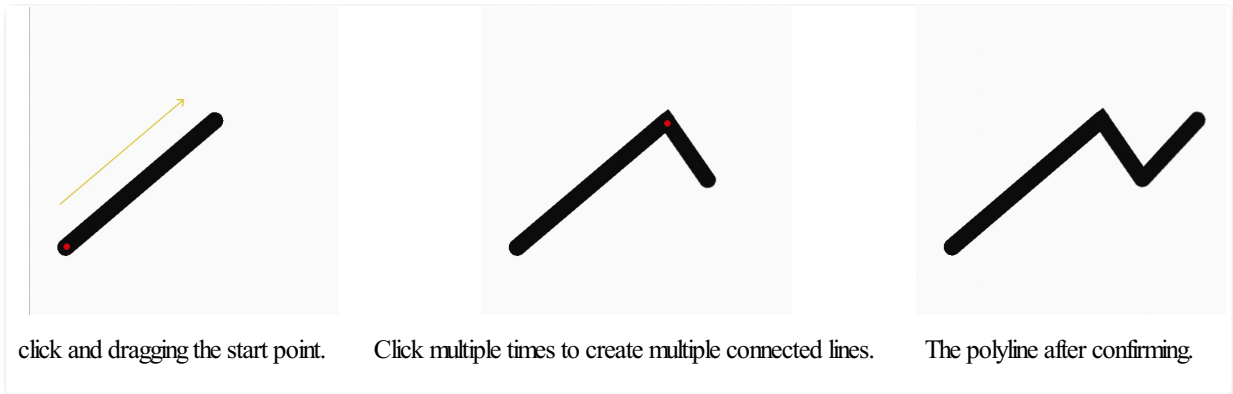 click and dragging the start point.
Click multiple times to create multiple connected lines.
The polyline after confirming.